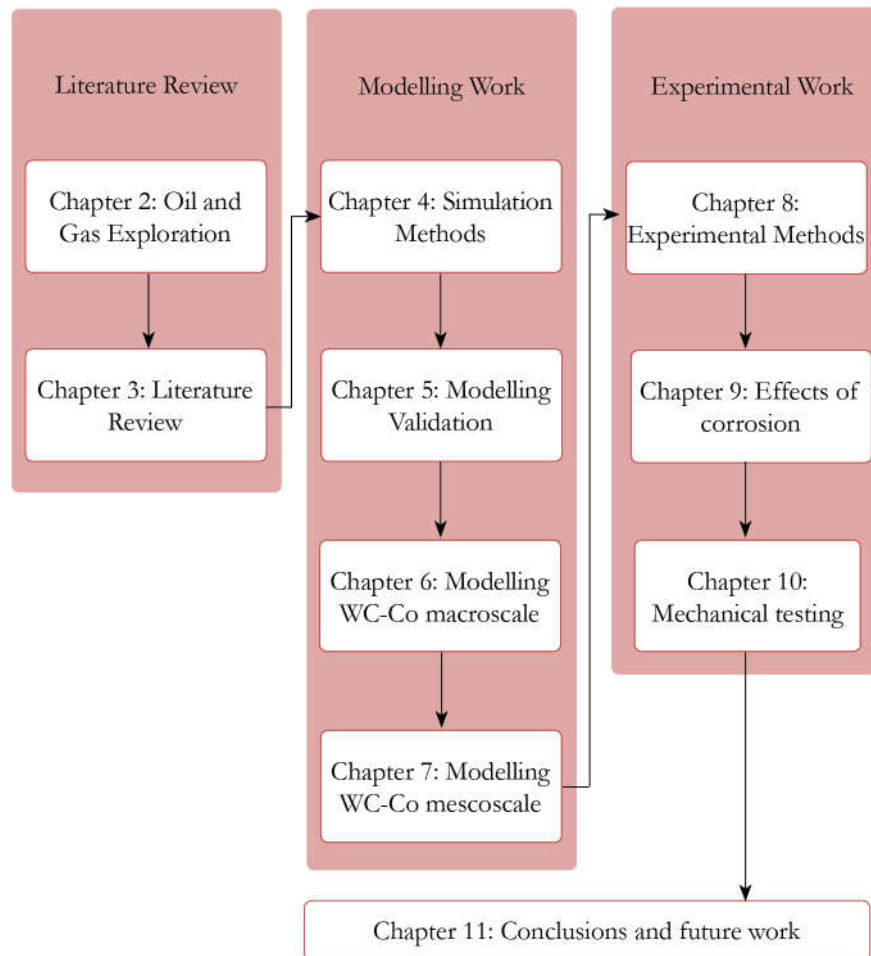 Literature Review
Chapter 2: Oil and
Gas Exploration
Chapter 3: Literature
Review
Modelling Work
Chapter 4: Simulation
Methods
Chapter 5: Modelling
Validation
Chapter 6: Modelling
WC-Co macroscale
Chapter 7: Modelling
WC-Co mescoscale
Experimental Work
Chapter 8:
Experimental Methods
Chapter 9: Effects of
corrosion
Chapter 10:
Mechanical testing
Chapter 11: Conclusions and future work